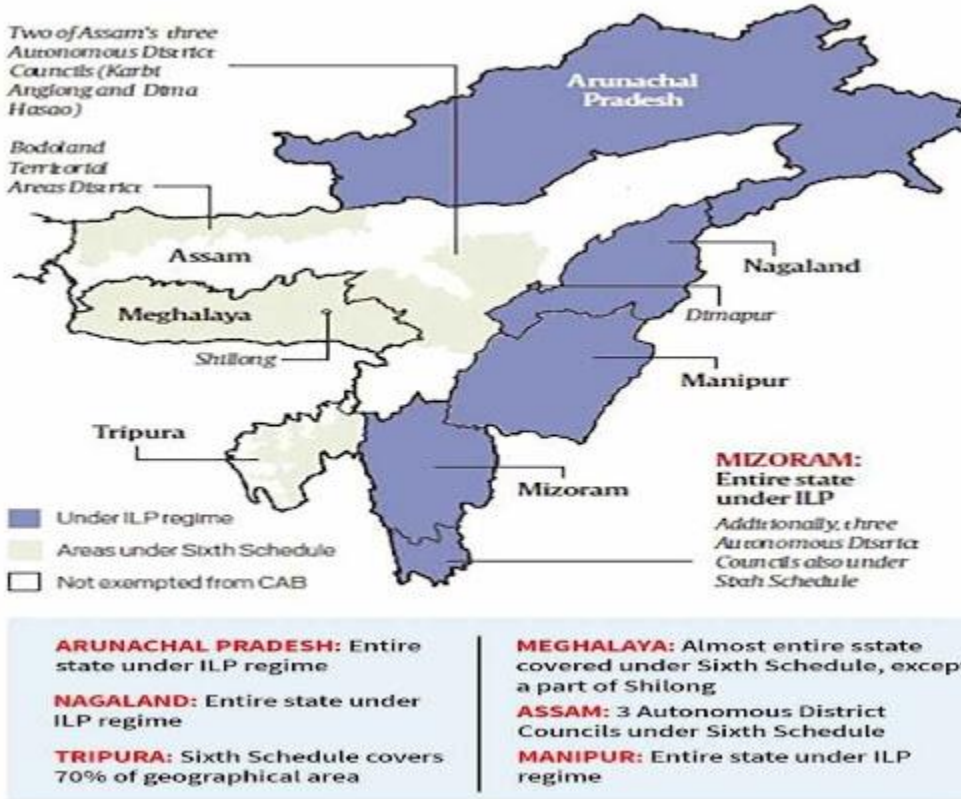 Two of Assam's three
Autonomous District
Councils (Karbi
Anglong and Dima
Hasao)
Bodoland
Territorial
Areas District
Arunachal
Pradesh
Assam
Meghalaya
Shillong
Nagaland
Dimapur
Manipur
Tripura
Mizoram
MIZORAM:
Entire state
under ILP
Additionally, three
Autonomous District
Councils also under
Sixth Schedule
Under ILP regime
Areas under Sixth Schedule
Not exempted from CAB
ARUNACHAL PRADESH: Entire
state under ILP regime
NAGALAND: Entire state under
ILP regime
TRIPURA: Sixth Schedule covers
70% of geographical area
MEGHALAYA: Almost entire sstate
covered under Sixth Schedule, excep
a part of Shilong
ASSAM: 3 Autonomous District
Councils under Sixth Schedule
MANIPUR: Entire state under ILP
regime